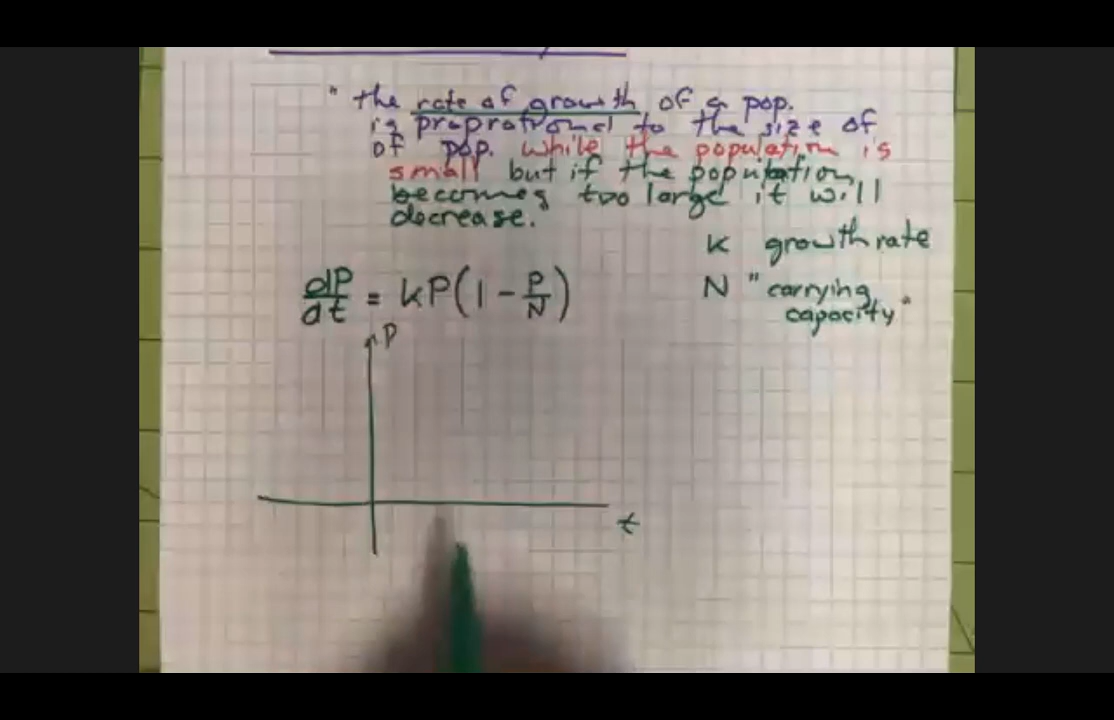 " the rate of growth of a pop.
is proprotional to the size of
of pop. while the population is
small but if the population
becomes too large it will
decrease.
k growth rate
N "carrying
capacity"
dP/dt = kP(1 - P/N)
P
t